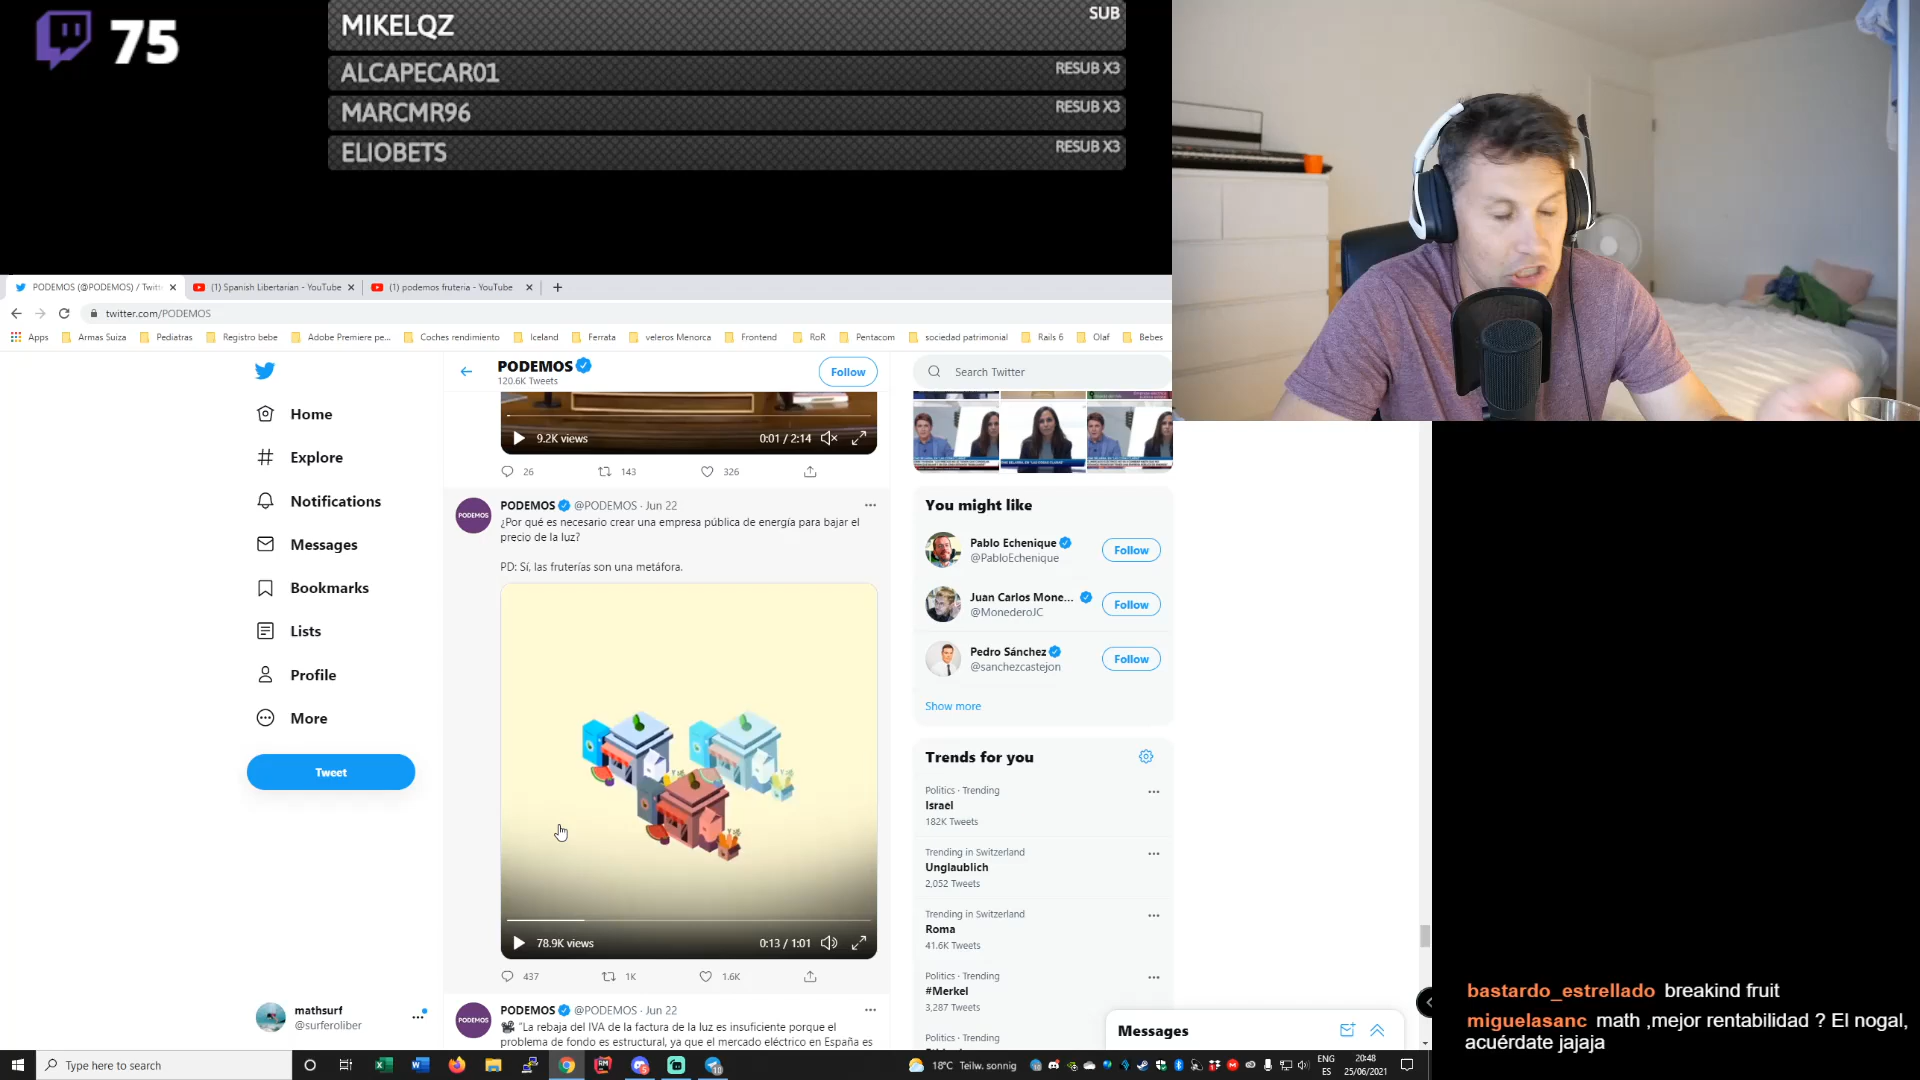 75
MIKELQZ
SUB
ALCAPECAR01
RESUB X3
MARCMR96
RESUB X3
ELIOBETS
RESUB X3
PODEMOS (@PODEMOS) / Twitt
(1) Spanish Libertarian - YouTube
(1) podemos fruteria - YouTube
twitter.com/PODEMOS
Apps
Armas Suiza
Pediatras
Registro bebe
Adobe Premiere pe...
Coches rendimiento
Iceland
Ferrata
veleros Menorca
Frontend
RoR
Pentacom
sociedad patrimonial
Rails 6
Olaf
Bebes
Home
Explore
Notifications
Messages
Bookmarks
Lists
Profile
More
Tweet
mathsurf
@surferoliber
PODEMOS
120.6K Tweets
Follow
9.2K views
0:01 / 2:14
26
143
326
PODEMOS
PODEMOS @PODEMOS · Jun 22
¿Por qué es necesario crear una empresa pública de energía para bajar el
precio de la luz?
PD: Sí, las fruterías son una metáfora.
78.9K views
0:13 / 1:01
437
1K
1.6K
PODEMOS
PODEMOS @PODEMOS · Jun 22
"La rebaja del IVA de la factura de la luz es insuficiente porque el
problema de fondo es estructural, ya que el mercado eléctrico en España es
Search Twitter
You might like
Pablo Echenique
@PabloEchenique
Follow
Juan Carlos Mone...
@MonederoJC
Follow
Pedro Sánchez
@sanchezcastejon
Follow
Show more
Trends for you
Politics · Trending
Israel
182K Tweets
Trending in Switzerland
Unglaublich
2,052 Tweets
Trending in Switzerland
Roma
41.6K Tweets
Politics · Trending
#Merkel
3,287 Tweets
Politics · Trending
Messages
bastardo_estrellado breakind fruit
miguelasanc math ,mejor rentabilidad ? El nogal,
acuérdate jajaja
Type here to search
18°C Teilw. sonnig
ENG
ES
20:48
25/06/2021